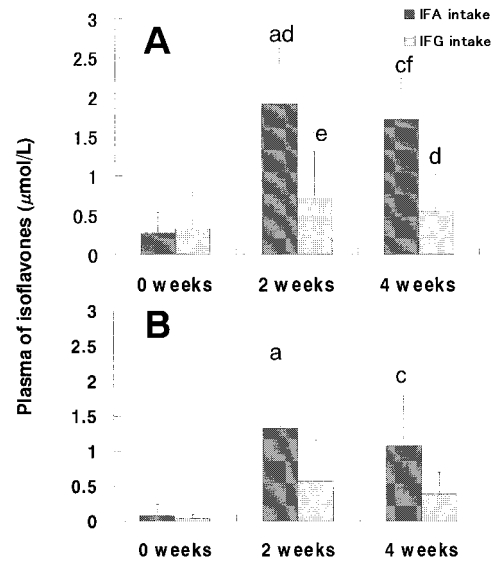 IFA intake
IFG intake
Plasma of isoflavones (μmol/L)
A
3
2.5
2
1.5
1
0.5
0
ad
e
cf
d
0 weeks
2 weeks
4 weeks
B
3
2.5
2
1.5
1
0.5
0
a
c
0 weeks
2 weeks
4 weeks